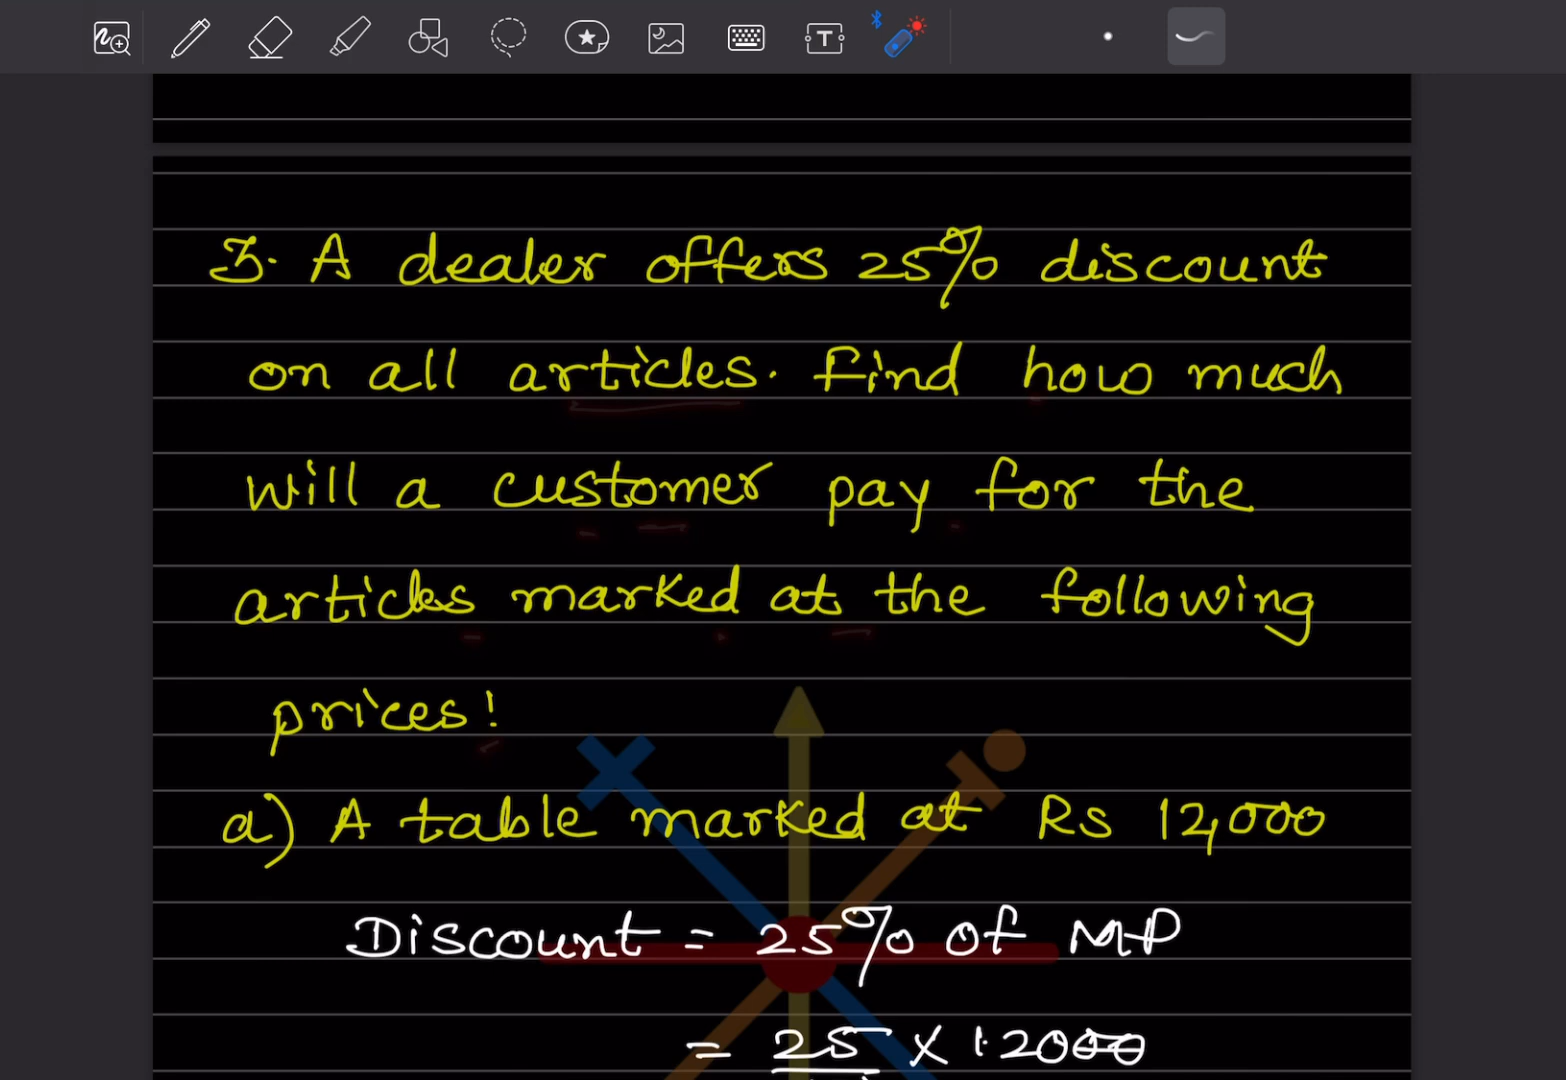 3. A dealer offers 25% discount
on all articles. Find how much
will a customer pay for the
articles marked at the following
prices!
a) A table marked at Rs 12,000
Discount = 25% of MP
= 25 × 12000